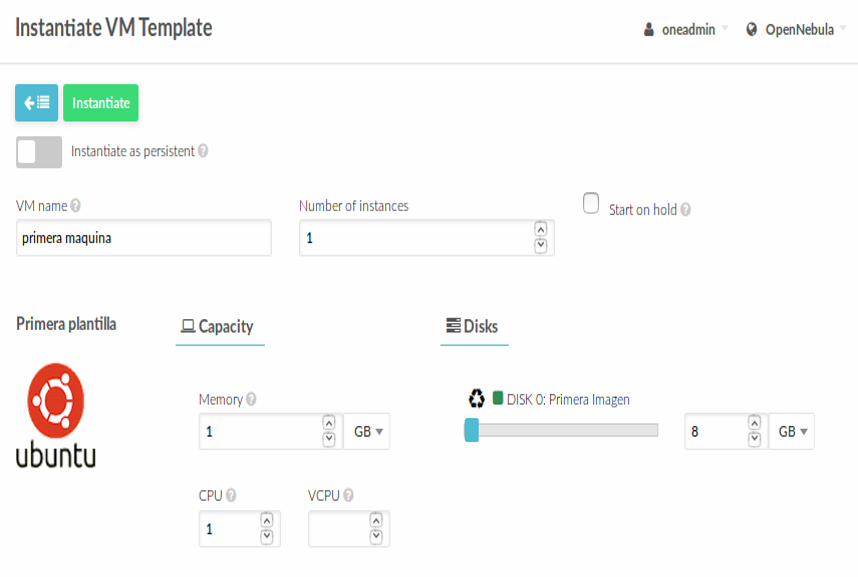 Instantiate VM Template
oneadmin
OpenNebula
Instantiate
Instantiate as persistent ?
VM name ?
Number of instances
Start on hold ?
primera maquina
1
Primera plantilla
Capacity
Disks
ubuntu
Memory ?
DISK 0: Primera Imagen
1
GB
8
GB
CPU ?
VCPU ?
1